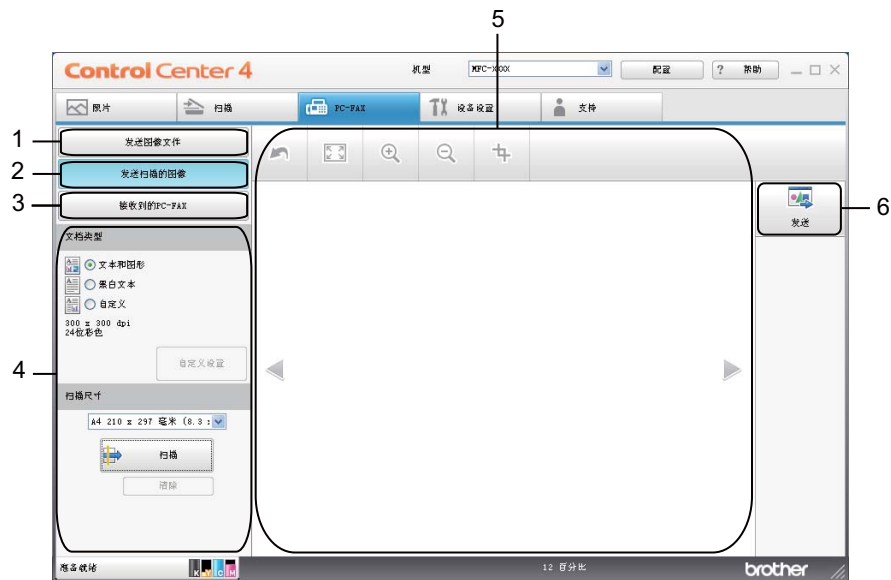 5
Control Center 4
机型 MFC-XXXX 配置 ? 帮助
照片 扫描 PC-FAX 设备设置 支持
1 发送图像文件
2 发送扫描的图像
3 接收到的PC-FAX
6 发送
文档类型
文本和图形
黑白文本
自定义
300 x 300 dpi
24位彩色
自定义设置
4
扫描尺寸
A4 210 x 297 毫米 (8.3 :
扫描
清除
准备就绪 K Y C M 12 百分比 brother